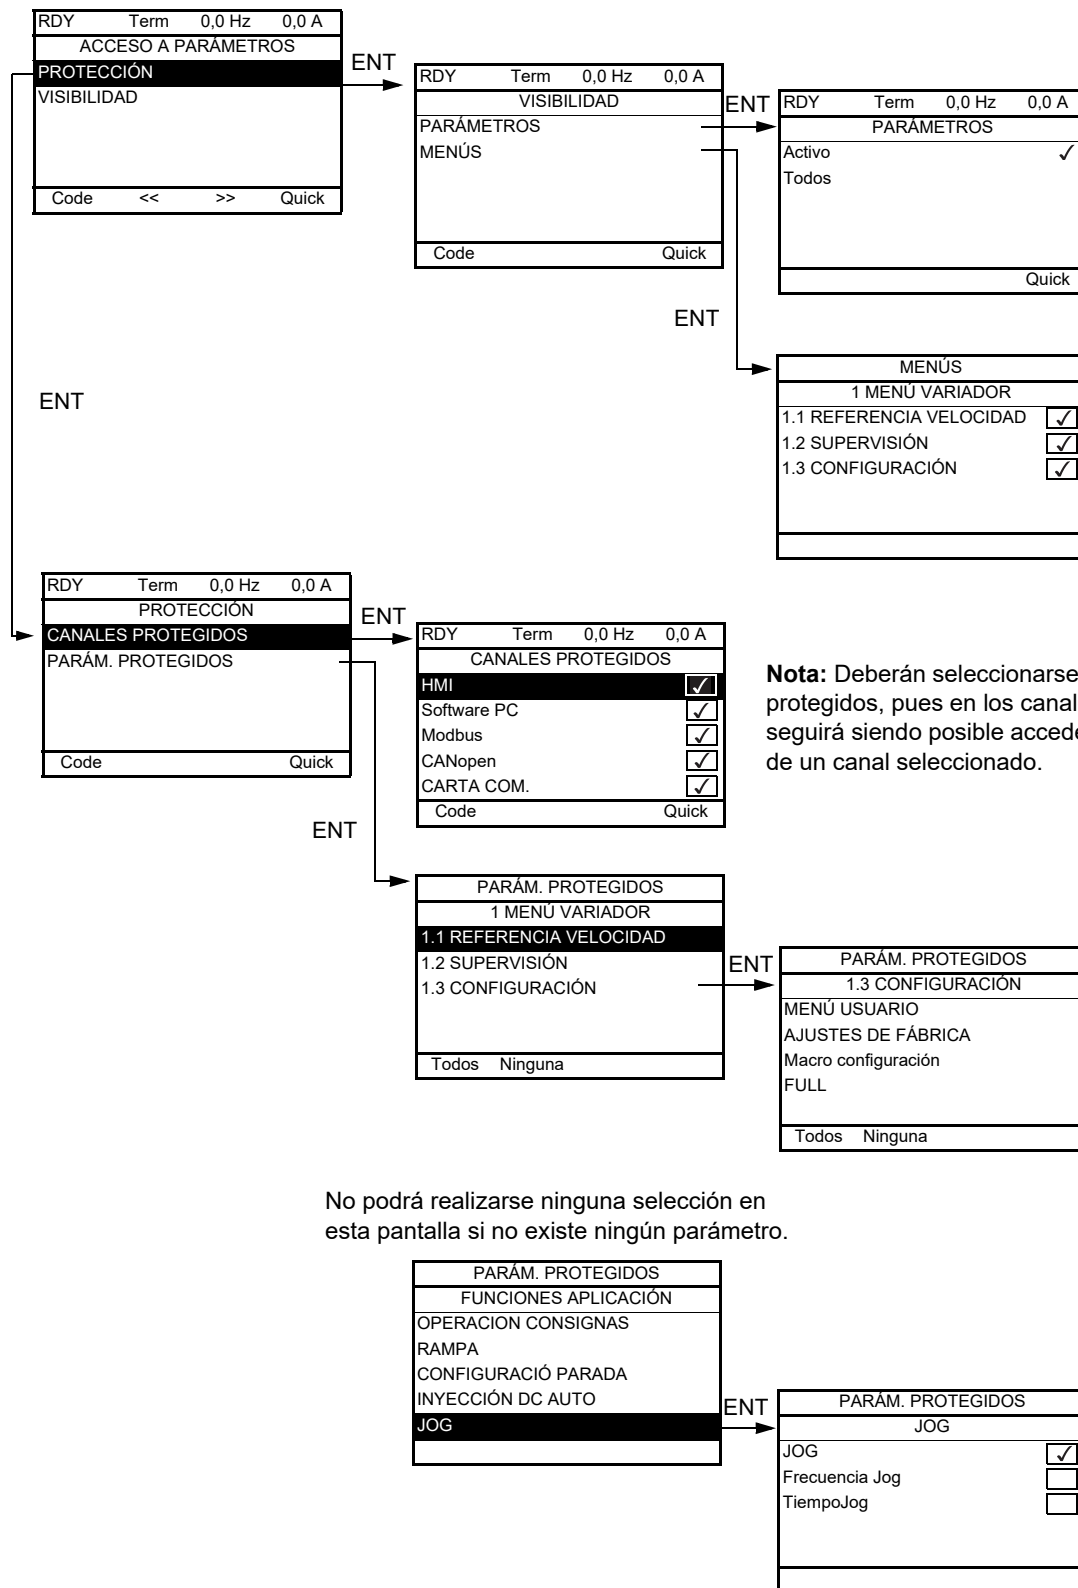 RDY Term 0,0 Hz 0,0 A
ACCESO A PARÁMETROS
PROTECCIÓN
VISIBILIDAD
Code << >> Quick
ENT
RDY Term 0,0 Hz 0,0 A
VISIBILIDAD
PARÁMETROS
MENÚS
Code Quick
ENT
RDY Term 0,0 Hz 0,0 A
PARÁMETROS
Activo ✓
Todos
Quick
ENT
MENÚS
1 MENÚ VARIADOR
1.1 REFERENCIA VELOCIDAD ✓
1.2 SUPERVISIÓN ✓
1.3 CONFIGURACIÓN ✓
ENT
RDY Term 0,0 Hz 0,0 A
PROTECCIÓN
CANALES PROTEGIDOS
PARÁM. PROTEGIDOS
Code Quick
ENT
RDY Term 0,0 Hz 0,0 A
CANALES PROTEGIDOS
HMI ✓
Software PC ✓
Modbus ✓
CANopen ✓
CARTA COM. ✓
Code Quick
Nota: Deberán seleccionarse
protegidos, pues en los canal
seguirá siendo posible accede
de un canal seleccionado.
ENT
PARÁM. PROTEGIDOS
1 MENÚ VARIADOR
1.1 REFERENCIA VELOCIDAD
1.2 SUPERVISIÓN
1.3 CONFIGURACIÓN
Todos Ninguna
ENT
PARÁM. PROTEGIDOS
1.3 CONFIGURACIÓN
MENÚ USUARIO
AJUSTES DE FÁBRICA
Macro configuración
FULL
Todos Ninguna
No podrá realizarse ninguna selección en
esta pantalla si no existe ningún parámetro.
PARÁM. PROTEGIDOS
FUNCIONES APLICACIÓN
OPERACION CONSIGNAS
RAMPA
CONFIGURACIÓ PARADA
INYECCIÓN DC AUTO
JOG
ENT
PARÁM. PROTEGIDOS
JOG
JOG ✓
Frecuencia Jog
TiempoJog